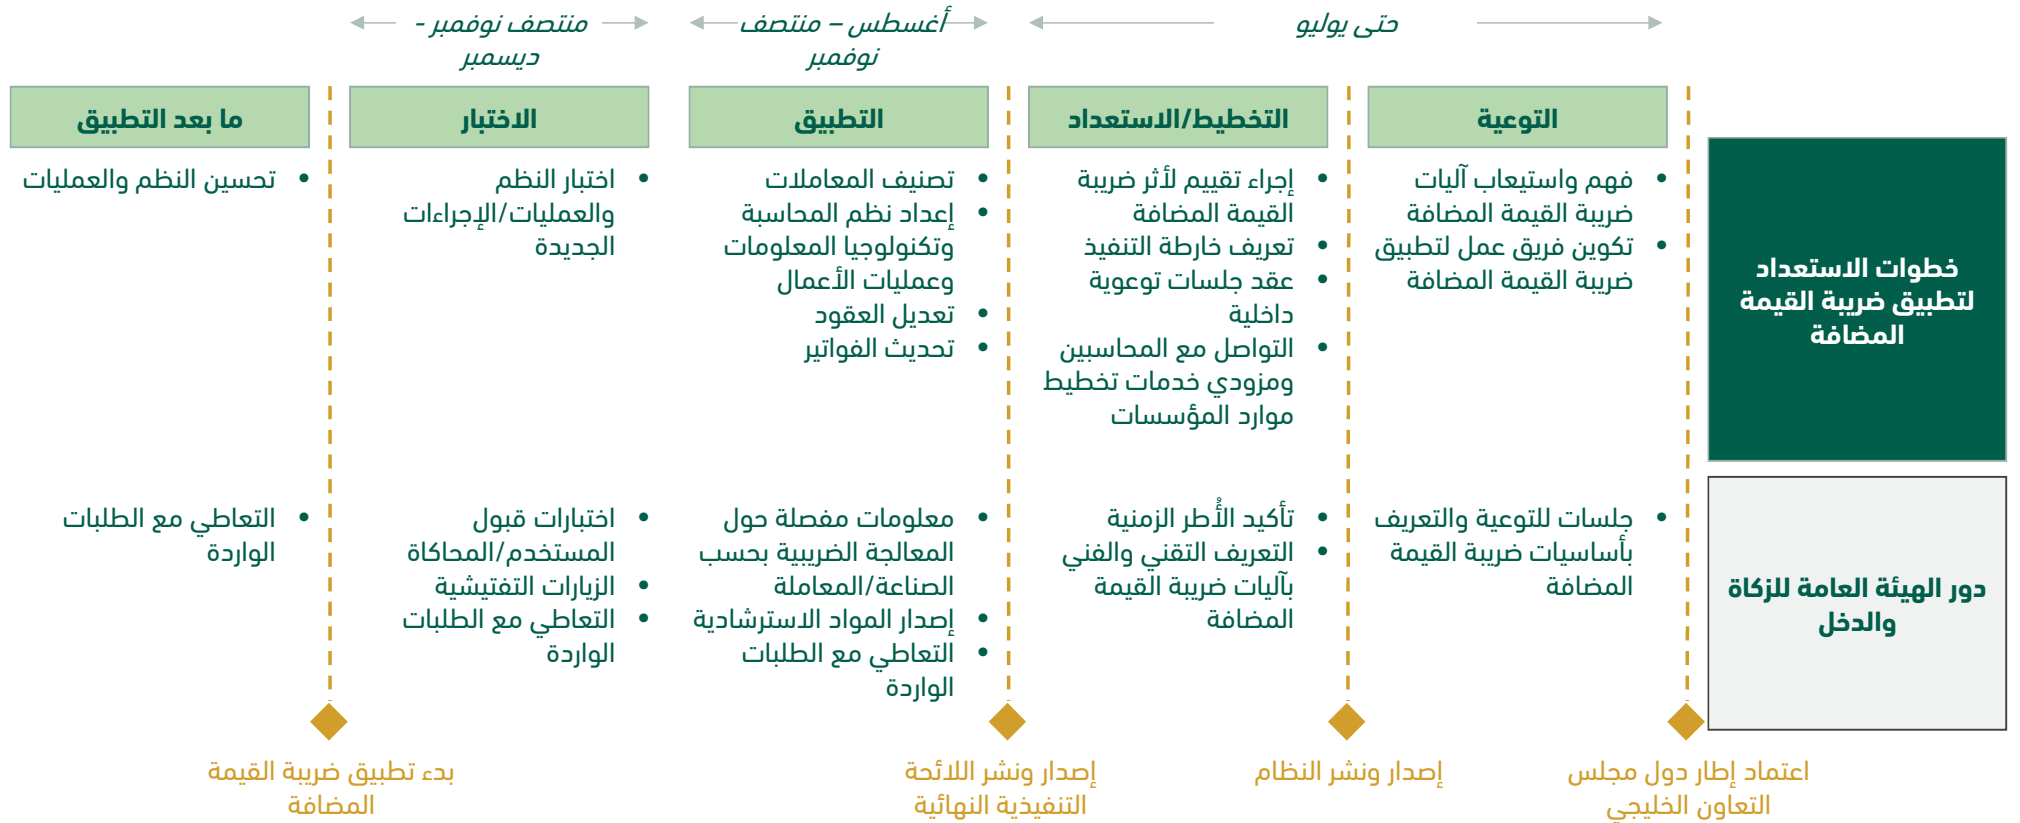 حتى يوليو
أغسطس – منتصف
نوفمبر
منتصف نوفمبر -
ديسمبر
التوعية
التخطيط/الاستعداد
التطبيق
الاختبار
ما بعد التطبيق
خطوات الاستعداد
لتطبيق ضريبة القيمة
المضافة
• فهم واستيعاب آليات
ضريبة القيمة المضافة
• تكوين فريق عمل لتطبيق
ضريبة القيمة المضافة
• إجراء تقييم لأثر ضريبة
القيمة المضافة
• تعريف خارطة التنفيذ
• عقد جلسات توعوية
داخلية
• التواصل مع المحاسبين
ومزودي خدمات تخطيط
موارد المؤسسات
• تصنيف المعاملات
• إعداد نظم المحاسبة
وتكنولوجيا المعلومات
وعمليات الأعمال
• تعديل العقود
• تحديث الفواتير
• اختبار النظم
والعمليات/الإجراءات
الجديدة
• تحسين النظم والعمليات
دور الهيئة العامة للزكاة
والدخل
• جلسات للتوعية والتعريف
بأساسيات ضريبة القيمة
المضافة
• تأكيد الأُطر الزمنية
• التعريف التقني والفني
بآليات ضريبة القيمة
المضافة
• معلومات مفصلة حول
المعالجة الضريبية بحسب
الصناعة/المعاملة
• إصدار المواد الاسترشادية
• التعاطي مع الطلبات
الواردة
• اختبارات قبول
المستخدم/المحاكاة
• الزيارات التفتيشية
• التعاطي مع الطلبات
الواردة
• التعاطي مع الطلبات
الواردة
اعتماد إطار دول مجلس
التعاون الخليجي
إصدار ونشر النظام
إصدار ونشر اللائحة
التنفيذية النهائية
بدء تطبيق ضريبة القيمة
المضافة